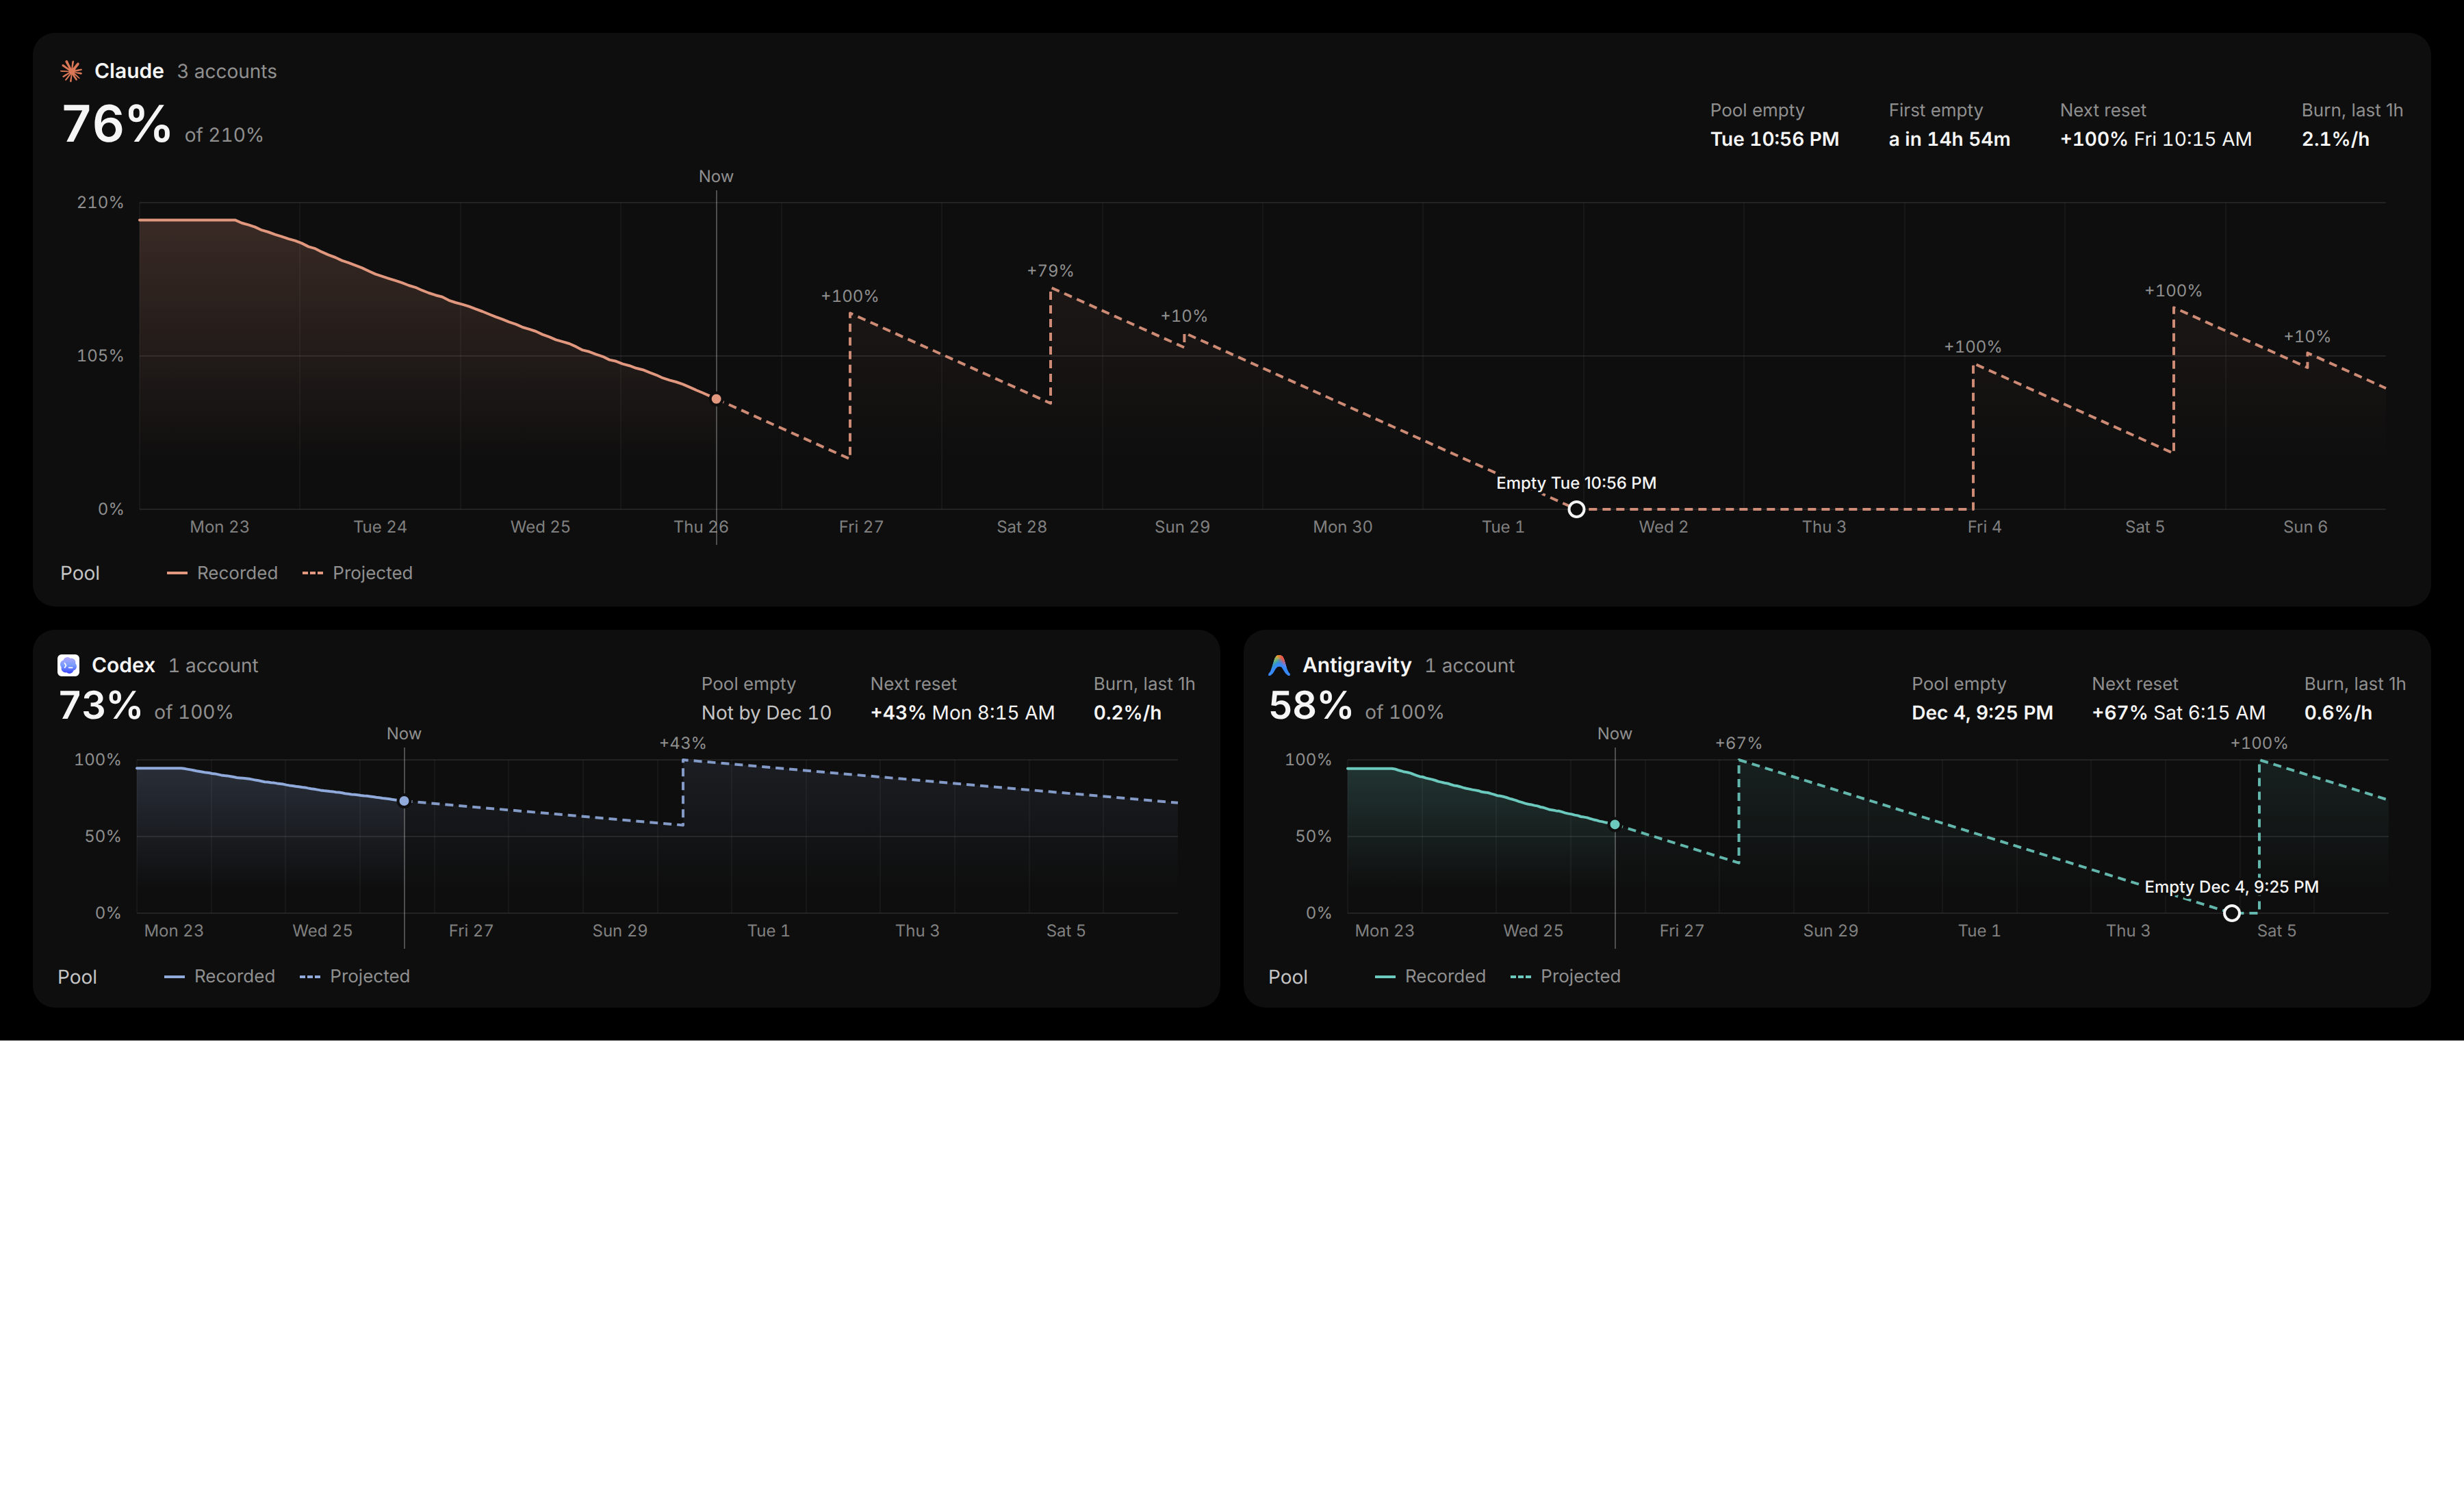 Claude 3 accounts
76% of 210%
Pool empty First empty Next reset Burn, last 1h
Tue 10:56 PM a in 14h 54m +100% Fri 10:15 AM 2.1%/h
Now
210%
105%
0%
+100%
+79%
+10%
+100%
+100%
+10%
Empty Tue 10:56 PM
Mon 23 Tue 24 Wed 25 Thu 26 Fri 27 Sat 28 Sun 29 Mon 30 Tue 1 Wed 2 Thu 3 Fri 4 Sat 5 Sun 6
Pool Recorded Projected
Codex 1 account
73% of 100%
Pool empty Next reset Burn, last 1h
Not by Dec 10 +43% Mon 8:15 AM 0.2%/h
Now
+43%
100%
50%
0%
Mon 23 Wed 25 Fri 27 Sun 29 Tue 1 Thu 3 Sat 5
Pool Recorded Projected
Antigravity 1 account
58% of 100%
Pool empty Next reset Burn, last 1h
Dec 4, 9:25 PM +67% Sat 6:15 AM 0.6%/h
Now
+67%
+100%
100%
50%
0%
Empty Dec 4, 9:25 PM
Mon 23 Wed 25 Fri 27 Sun 29 Tue 1 Thu 3 Sat 5
Pool Recorded Projected